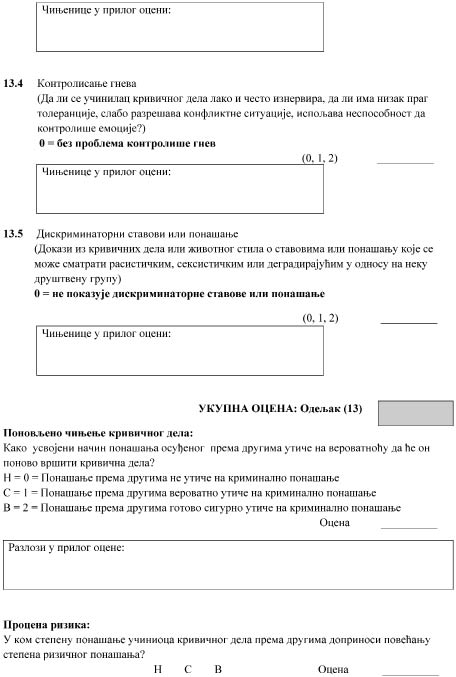 Чињенице у прилог оцени:
13.4 Контролисање гнева
(Да ли се учинилац кривичног дела лако и често изнервира, да ли има низак праг
толеранције, слабо разрешава конфликтне ситуације, испољава неспособност да
контролише емоције?)
0 = без проблема контролише гнев
(0, 1, 2) __________
Чињенице у прилог оцени:
13.5 Дискриминаторни ставови или понашање
(Докази из кривичних дела или животног стила о ставовима или понашању које се
може сматрати расистичким, сексистичким или деградирајућим у односу на неку
друштвену групу)
0 = не показује дискриминаторне ставове или понашање
(0, 1, 2) __________
Чињенице у прилог оцени:
УКУПНА ОЦЕНА: Одељак (13)
Поновљено чињење кривичног дела:
Како усвојени начин понашања осуђеног према другима утиче на вероватноћу да ће он
поново вршити кривична дела?
Н = 0 = Понашање према другима не утиче на криминално понашање
С = 1 = Понашање према другима вероватно утиче на криминално понашање
В = 2 = Понашање према другима готово сигурно утиче на криминално понашање
Оцена __________
Разлози у прилог оцене:
Процена ризика:
У ком степену понашање учиниоца кривичног дела према другима доприноси повећању
степена ризичног понашања?
Н С В Оцена __________